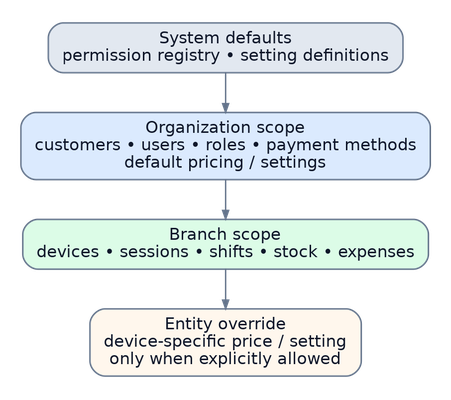 System defaults
permission registry • setting definitions
Organization scope
customers • users • roles • payment methods
default pricing / settings
Branch scope
devices • sessions • shifts • stock • expenses
Entity override
device-specific price / setting
only when explicitly allowed